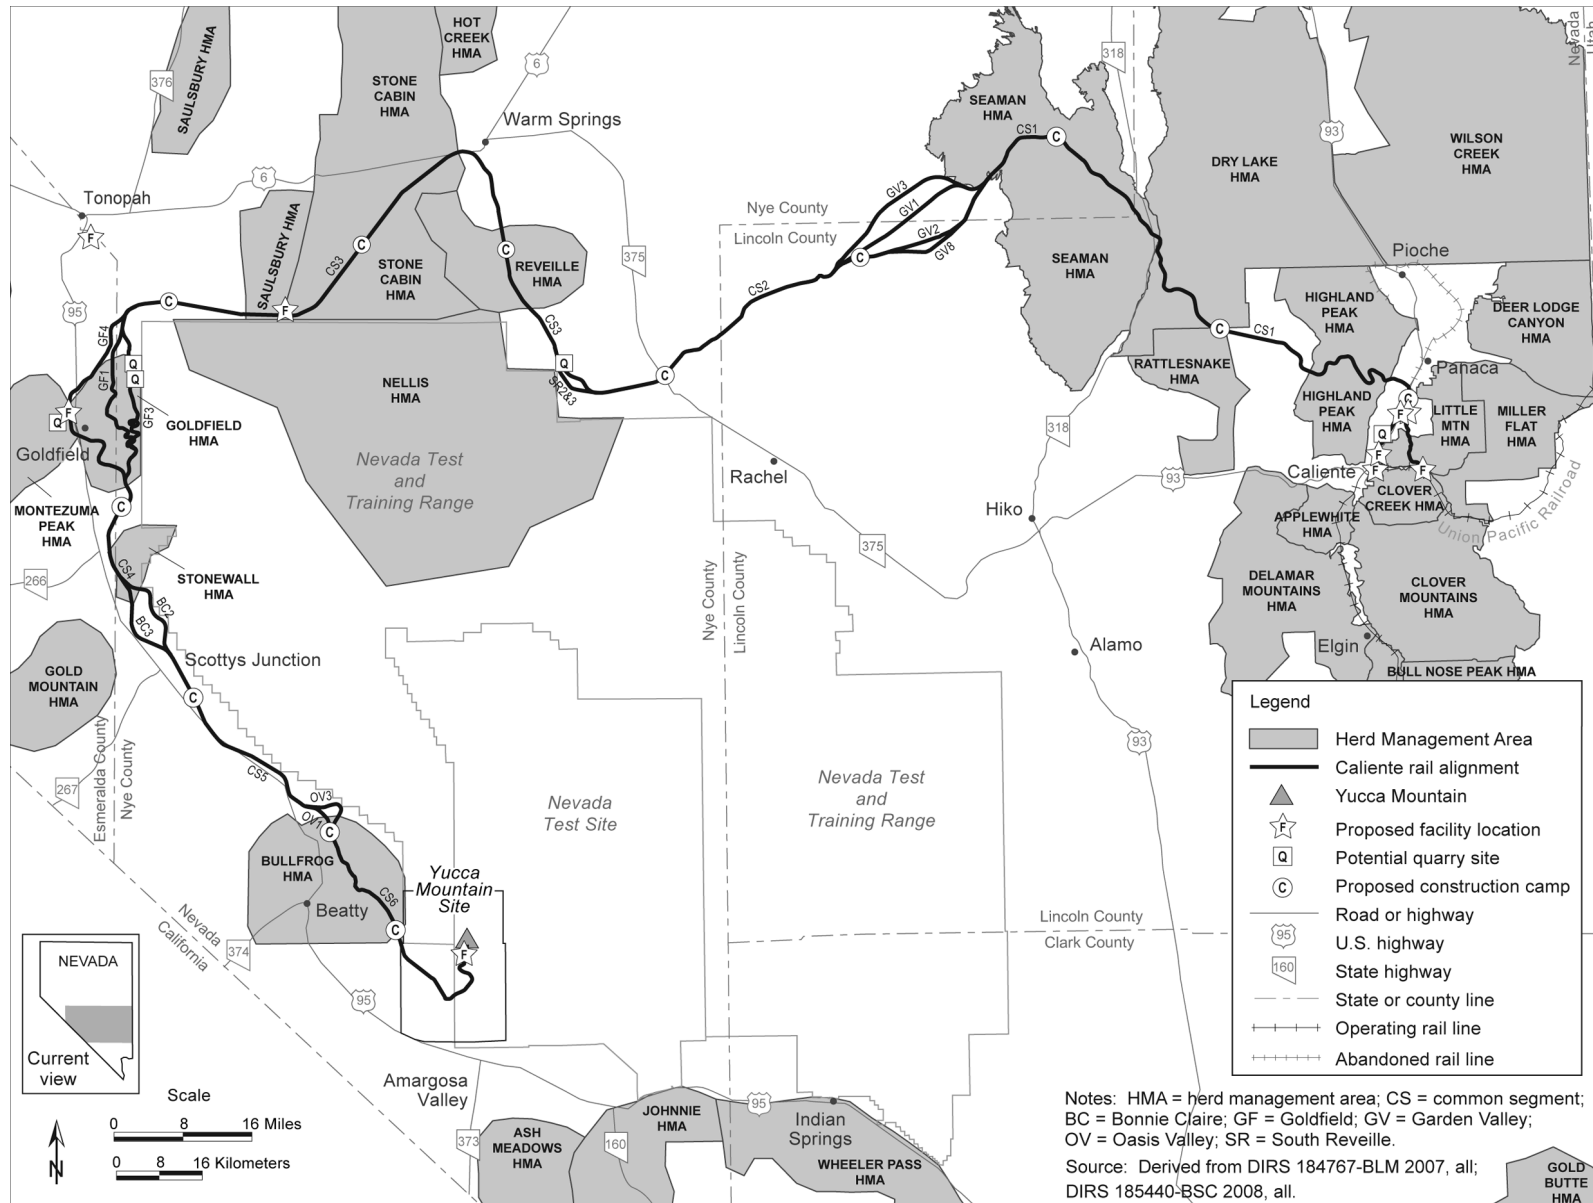 HOT
CREEK
HMA
SAULSBURY HMA
376
STONE
CABIN
HMA
6
Warm Springs
318
Nevada
Utah
SEAMAN
HMA
CS1
C
93
DRY LAKE
HMA
WILSON
CREEK
HMA
6
Tonopah
F
SAULSBURY HMA
CS3
C
STONE
CABIN
HMA
C
REVEILLE
HMA
375
GV3
GV1
GV2
GV8
C
Nye County
Lincoln County
CS2
SEAMAN
HMA
Pioche
95
C
F
GF4
GF1
GF3
Q
Q
F
Q
Goldfield
GOLDFIELD
HMA
NELLIS
HMA
CS3
Q
SR2&3
C
HIGHLAND
PEAK
HMA
DEER LODGE
CANYON
HMA
C
CS1
RATTLESNAKE
HMA
Panaca
HIGHLAND
PEAK
HMA
C
F
Q
F
F
F
LITTLE
MTN
HMA
MILLER
FLAT
HMA
Nevada Test
and
Training Range
Rachel
318
93
Caliente
CLOVER
CREEK HMA
MONTEZUMA
PEAK
HMA
C
Hiko
APPLEWHITE
HMA
Union Pacific Railroad
266
CS4
STONEWALL
HMA
375
Nye County
Lincoln County
DELAMAR
MOUNTAINS
HMA
CLOVER
MOUNTAINS
HMA
BC2
BC3
Scottys Junction
Alamo
Elgin
BULL NOSE PEAK HMA
GOLD
MOUNTAIN
HMA
C
93
267
Esmeralda County
Nye County
CS5
OV3
OV1
C
Nevada
Test Site
Nevada Test
and
Training Range
BULLFROG
HMA
CS6
Beatty
C
Yucca
Mountain
Site
F
Nevada
California
374
95
Lincoln County
Clark County
Legend
Herd Management Area
Caliente rail alignment
Yucca Mountain
F Proposed facility location
Q Potential quarry site
C Proposed construction camp
Road or highway
95 U.S. highway
160 State highway
State or county line
Operating rail line
Abandoned rail line
NEVADA
Current
view
Scale
0 8 16 Miles
0 8 16 Kilometers
N
Amargosa
Valley
373
ASH
MEADOWS
HMA
160
JOHNNIE
HMA
95
Indian
Springs
WHEELER PASS
HMA
Notes: HMA = herd management area; CS = common segment;
BC = Bonnie Claire; GF = Goldfield; GV = Garden Valley;
OV = Oasis Valley; SR = South Reveille.
Source: Derived from DIRS 184767-BLM 2007, all;
DIRS 185440-BSC 2008, all.
GOLD
BUTTE
HMA